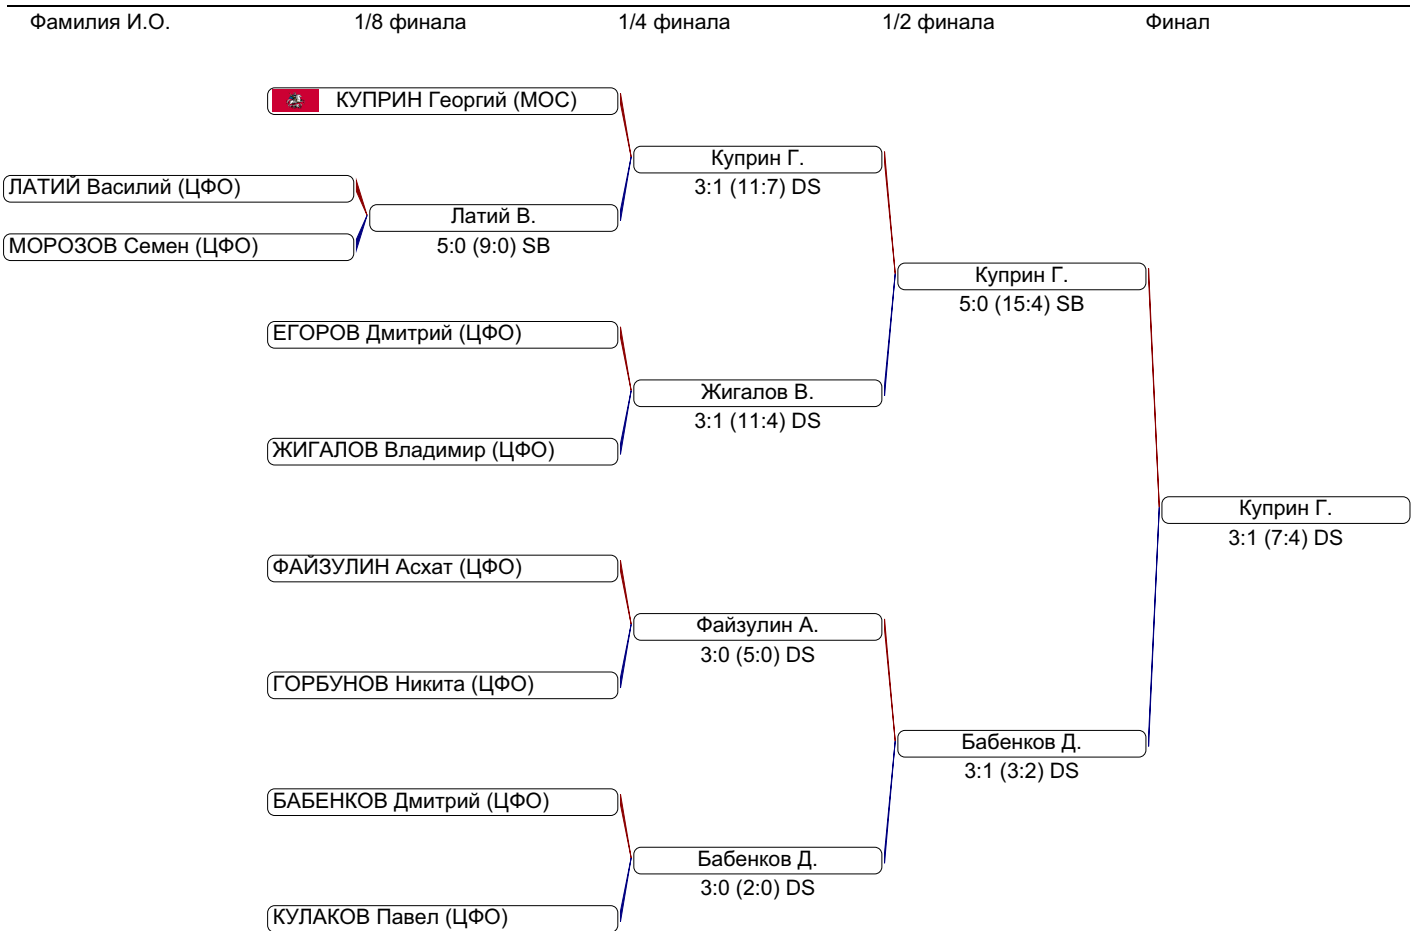 Фамилия И.О. 1/8 финала 1/4 финала 1/2 финала Финал
КУПРИН Георгий (МОС)
Куприн Г.
3:1 (11:7) DS
ЛАТИЙ Василий (ЦФО)
Латий В.
5:0 (9:0) SB
МОРОЗОВ Семен (ЦФО)
Куприн Г.
5:0 (15:4) SB
ЕГОРОВ Дмитрий (ЦФО)
Жигалов В.
3:1 (11:4) DS
ЖИГАЛОВ Владимир (ЦФО)
Куприн Г.
3:1 (7:4) DS
ФАЙЗУЛИН Асхат (ЦФО)
Файзулин А.
3:0 (5:0) DS
ГОРБУНОВ Никита (ЦФО)
Бабенков Д.
3:1 (3:2) DS
БАБЕНКОВ Дмитрий (ЦФО)
Бабенков Д.
3:0 (2:0) DS
КУЛАКОВ Павел (ЦФО)